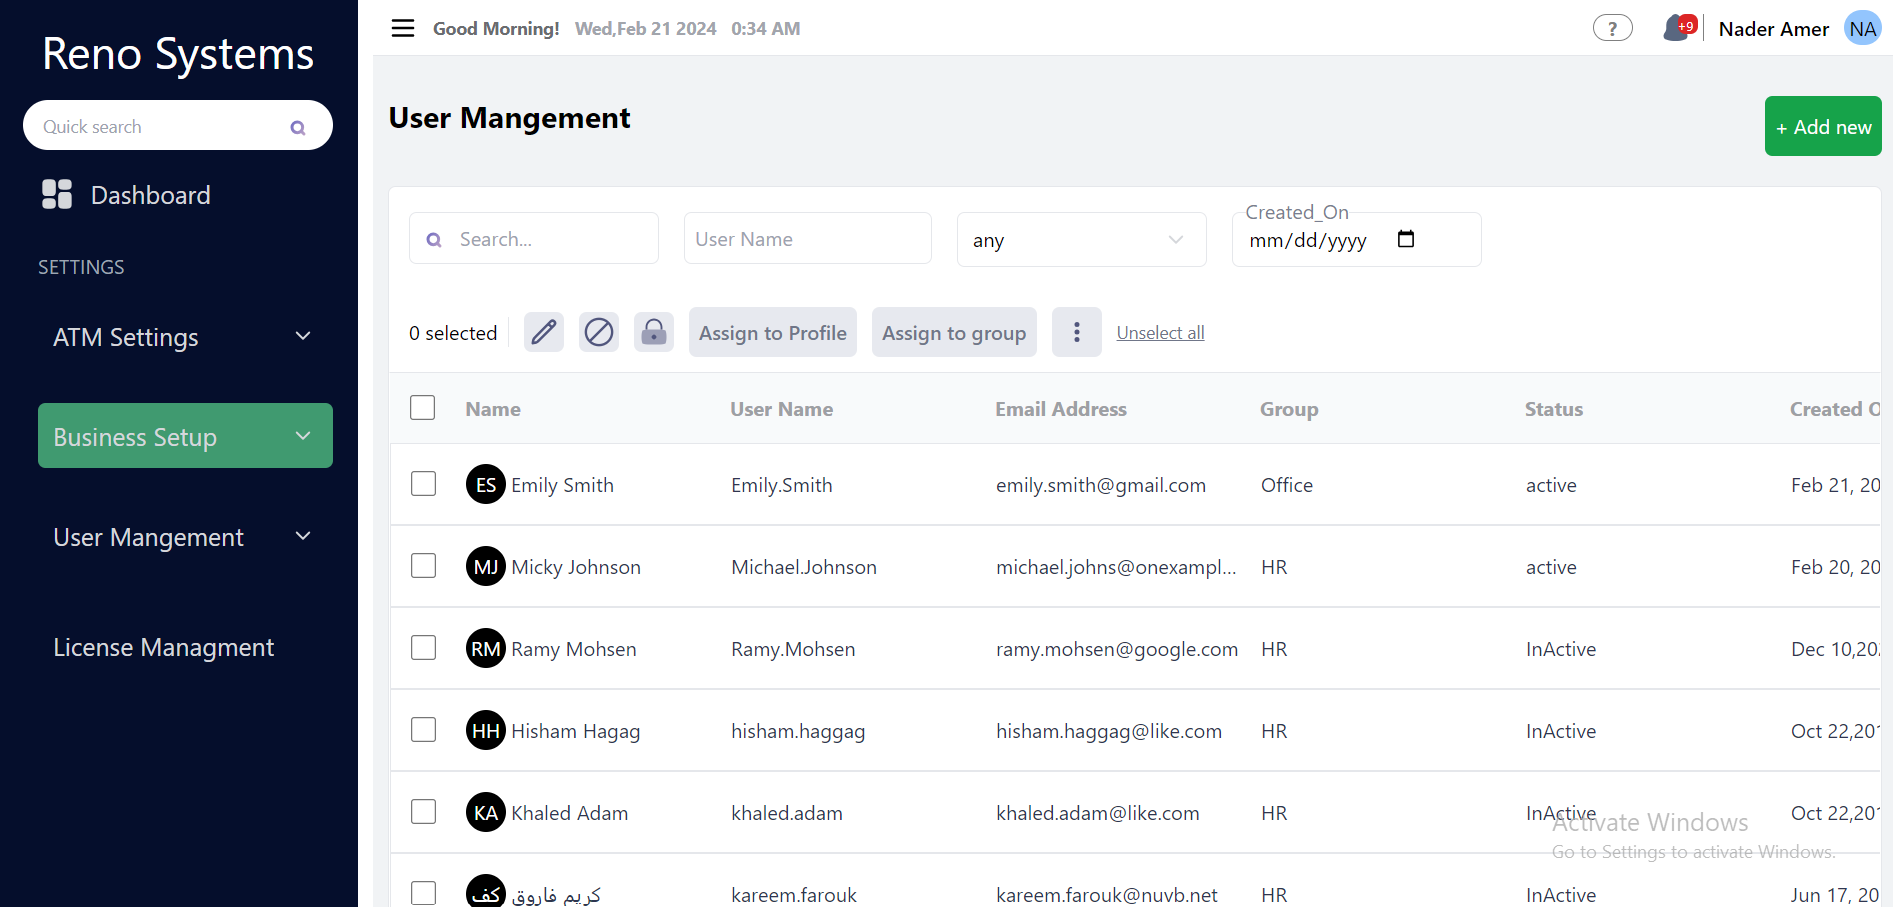 Reno Systems
Quick search
Dashboard
SETTINGS
ATM Settings
Business Setup
User Mangement
License Managment
Good Morning! Wed,Feb 21 2024 0:34 AM
?
+9
Nader Amer
NA
User Mangement
+ Add new
Search...
User Name
any
Created_On
mm/dd/yyyy
0 selected
Assign to Profile
Assign to group
Unselect all
Name User Name Email Address Group Status Created O
ES Emily Smith Emily.Smith emily.smith@gmail.com Office active Feb 21, 20
MJ Micky Johnson Michael.Johnson michael.johns@onexampl... HR active Feb 20, 20
RM Ramy Mohsen Ramy.Mohsen ramy.mohsen@google.com HR InActive Dec 10,202
HH Hisham Hagag hisham.haggag hisham.haggag@like.com HR InActive Oct 22,201
KA Khaled Adam khaled.adam khaled.adam@like.com HR InActive Oct 22,201
كف كريم فاروق kareem.farouk kareem.farouk@nuvb.net HR InActive Jun 17, 20
Activate Windows
Go to Settings to activate Windows.